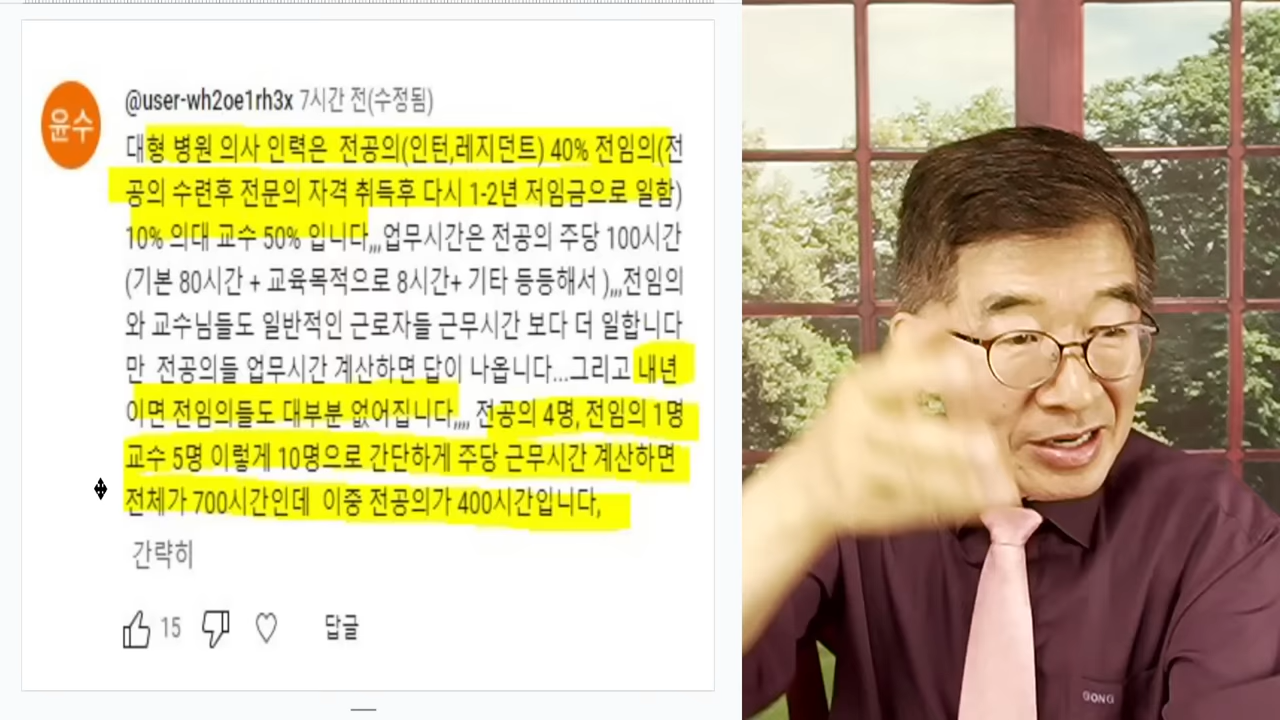 윤수
@user-wh2oe1rh3x 7시간 전(수정됨)
대형 병원 의사 인력은 전공의(인턴,레지던트) 40% 전임의(전
공의 수련후 전문의 자격 취득후 다시 1-2년 저임금으로 일함)
10% 의대 교수 50% 입니다,,,업무시간은 전공의 주당 100시간
(기본 80시간 + 교육목적으로 8시간+ 기타 등등해서 ),,,전임의
와 교수님들도 일반적인 근로자들 근무시간 보다 더 일합니다
만 전공의들 업무시간 계산하면 답이 나옵니다...그리고 내년
이면 전임의들도 대부분 없어집니다,,,, 전공의 4명, 전임의 1명
교수 5명 이렇게 10명으로 간단하게 주당 근무시간 계산하면
전체가 700시간인데 이중 전공의가 400시간입니다,
간략히
15 답글
GONG